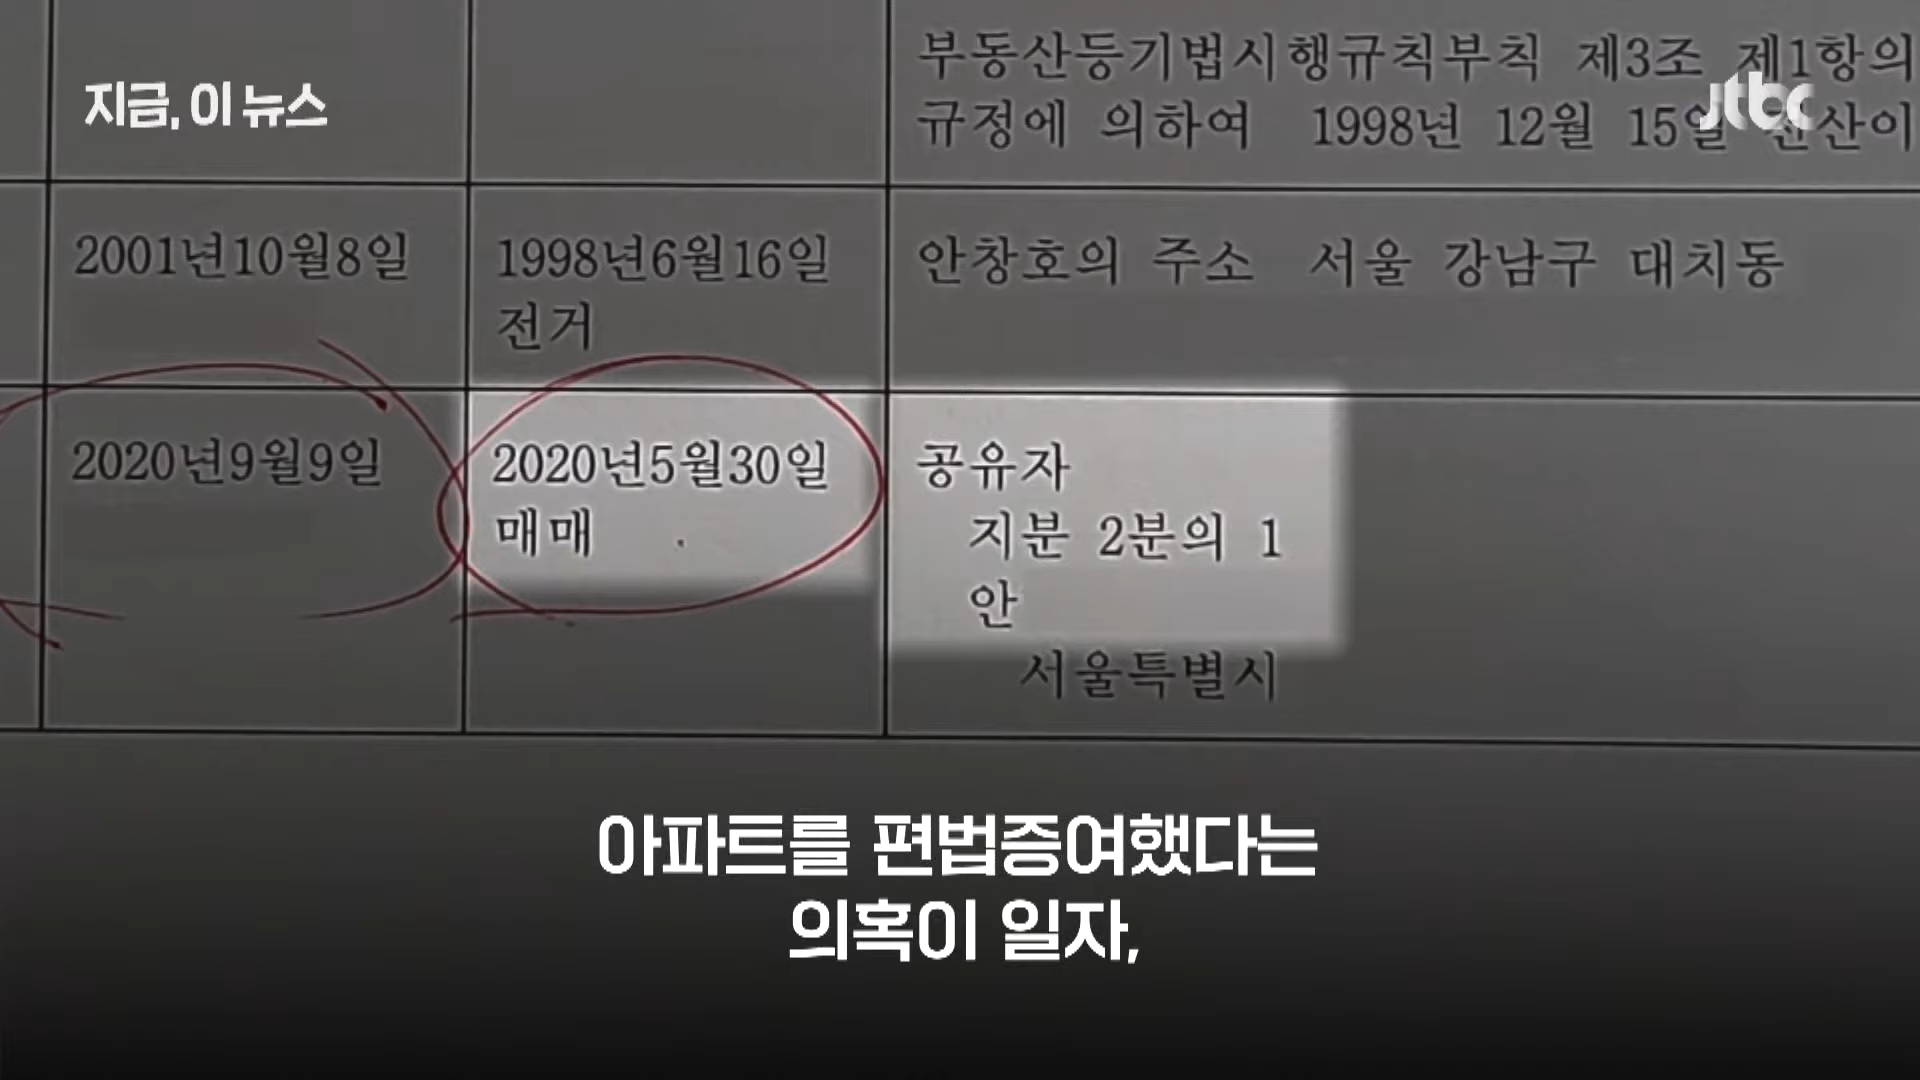 지금, 이 뉴스
jtbc
부동산등기법시행규칙부칙 제3조 제1항의
규정에 의하여 1998년 12월 15일 전산이
2001년10월8일
1998년6월16일
전거
안창호의 주소 서울 강남구 대치동
2020년9월9일
2020년5월30일
매매
공유자
지분 2분의 1
안
서울특별시
아파트를 편법증여했다는
의혹이 일자,